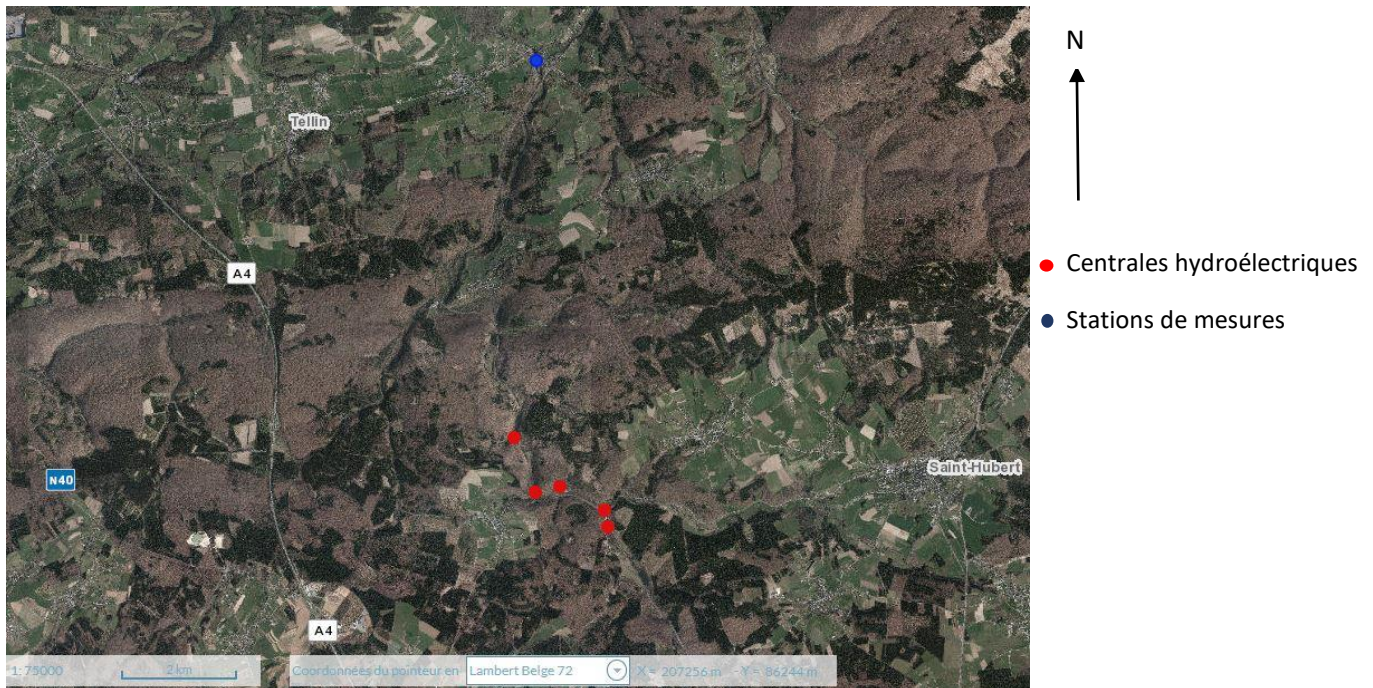 N
Tellin
A4
Centrales hydroélectriques
Stations de mesures
Saint-Hubert
N40
A4
1: 75000
2 km
Coordonnées du pointeur en Lambert Belge 72 X = 207256 m - Y = 86244 m